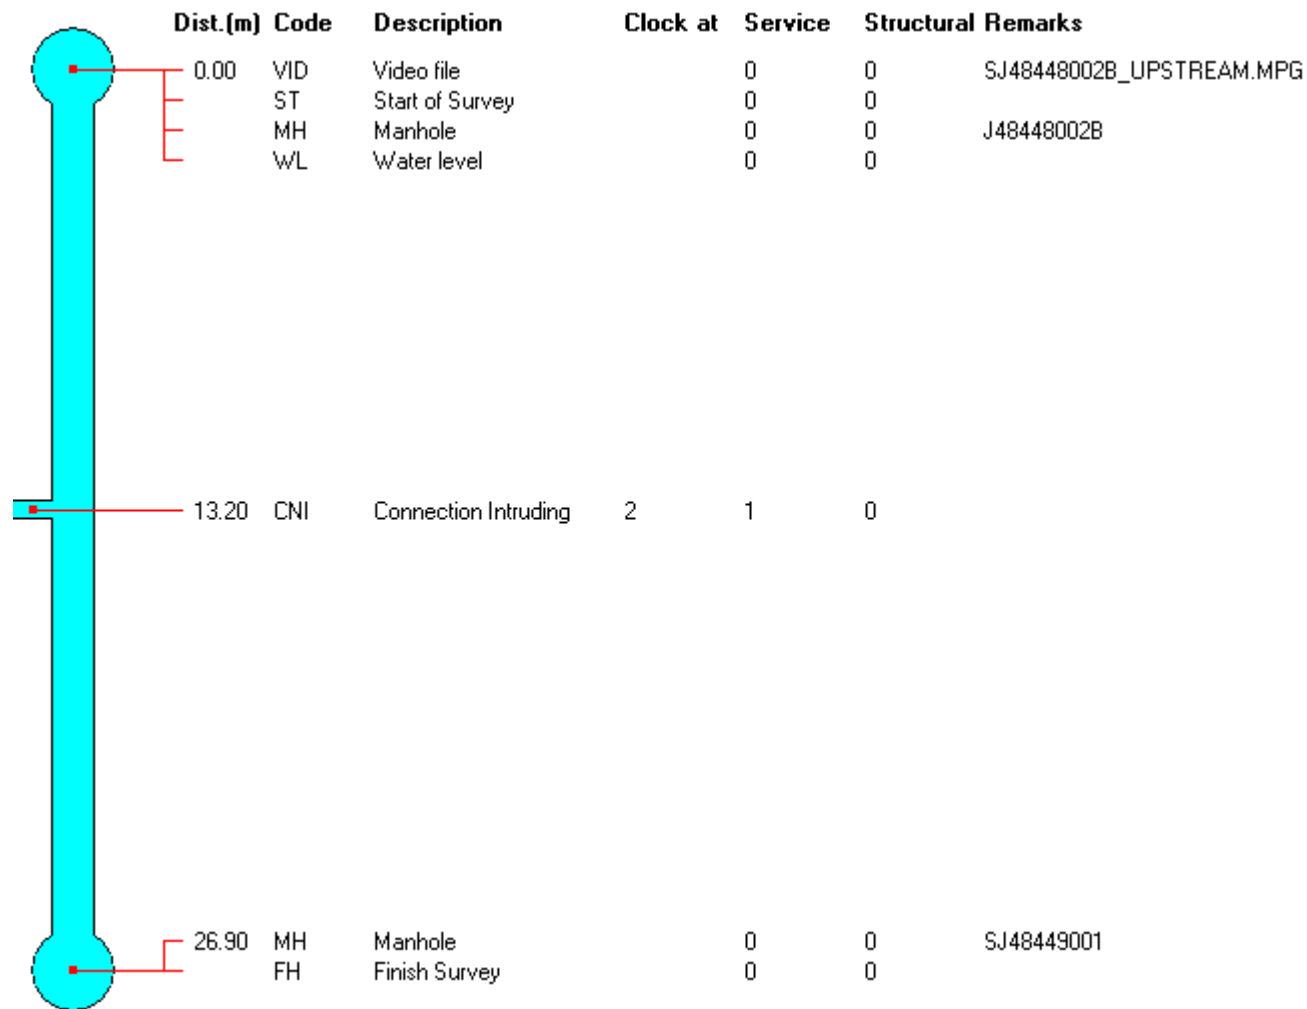 Dist.(m) Code Description Clock at Service Structural Remarks
0.00 VID Video file 0 0 SJ48448002B_UPSTREAM.MPG
ST Start of Survey 0 0
MH Manhole 0 0 J48448002B
WL Water level 0 0
13.20 CNI Connection Intruding 2 1 0
26.90 MH Manhole 0 0 SJ48449001
FH Finish Survey 0 0